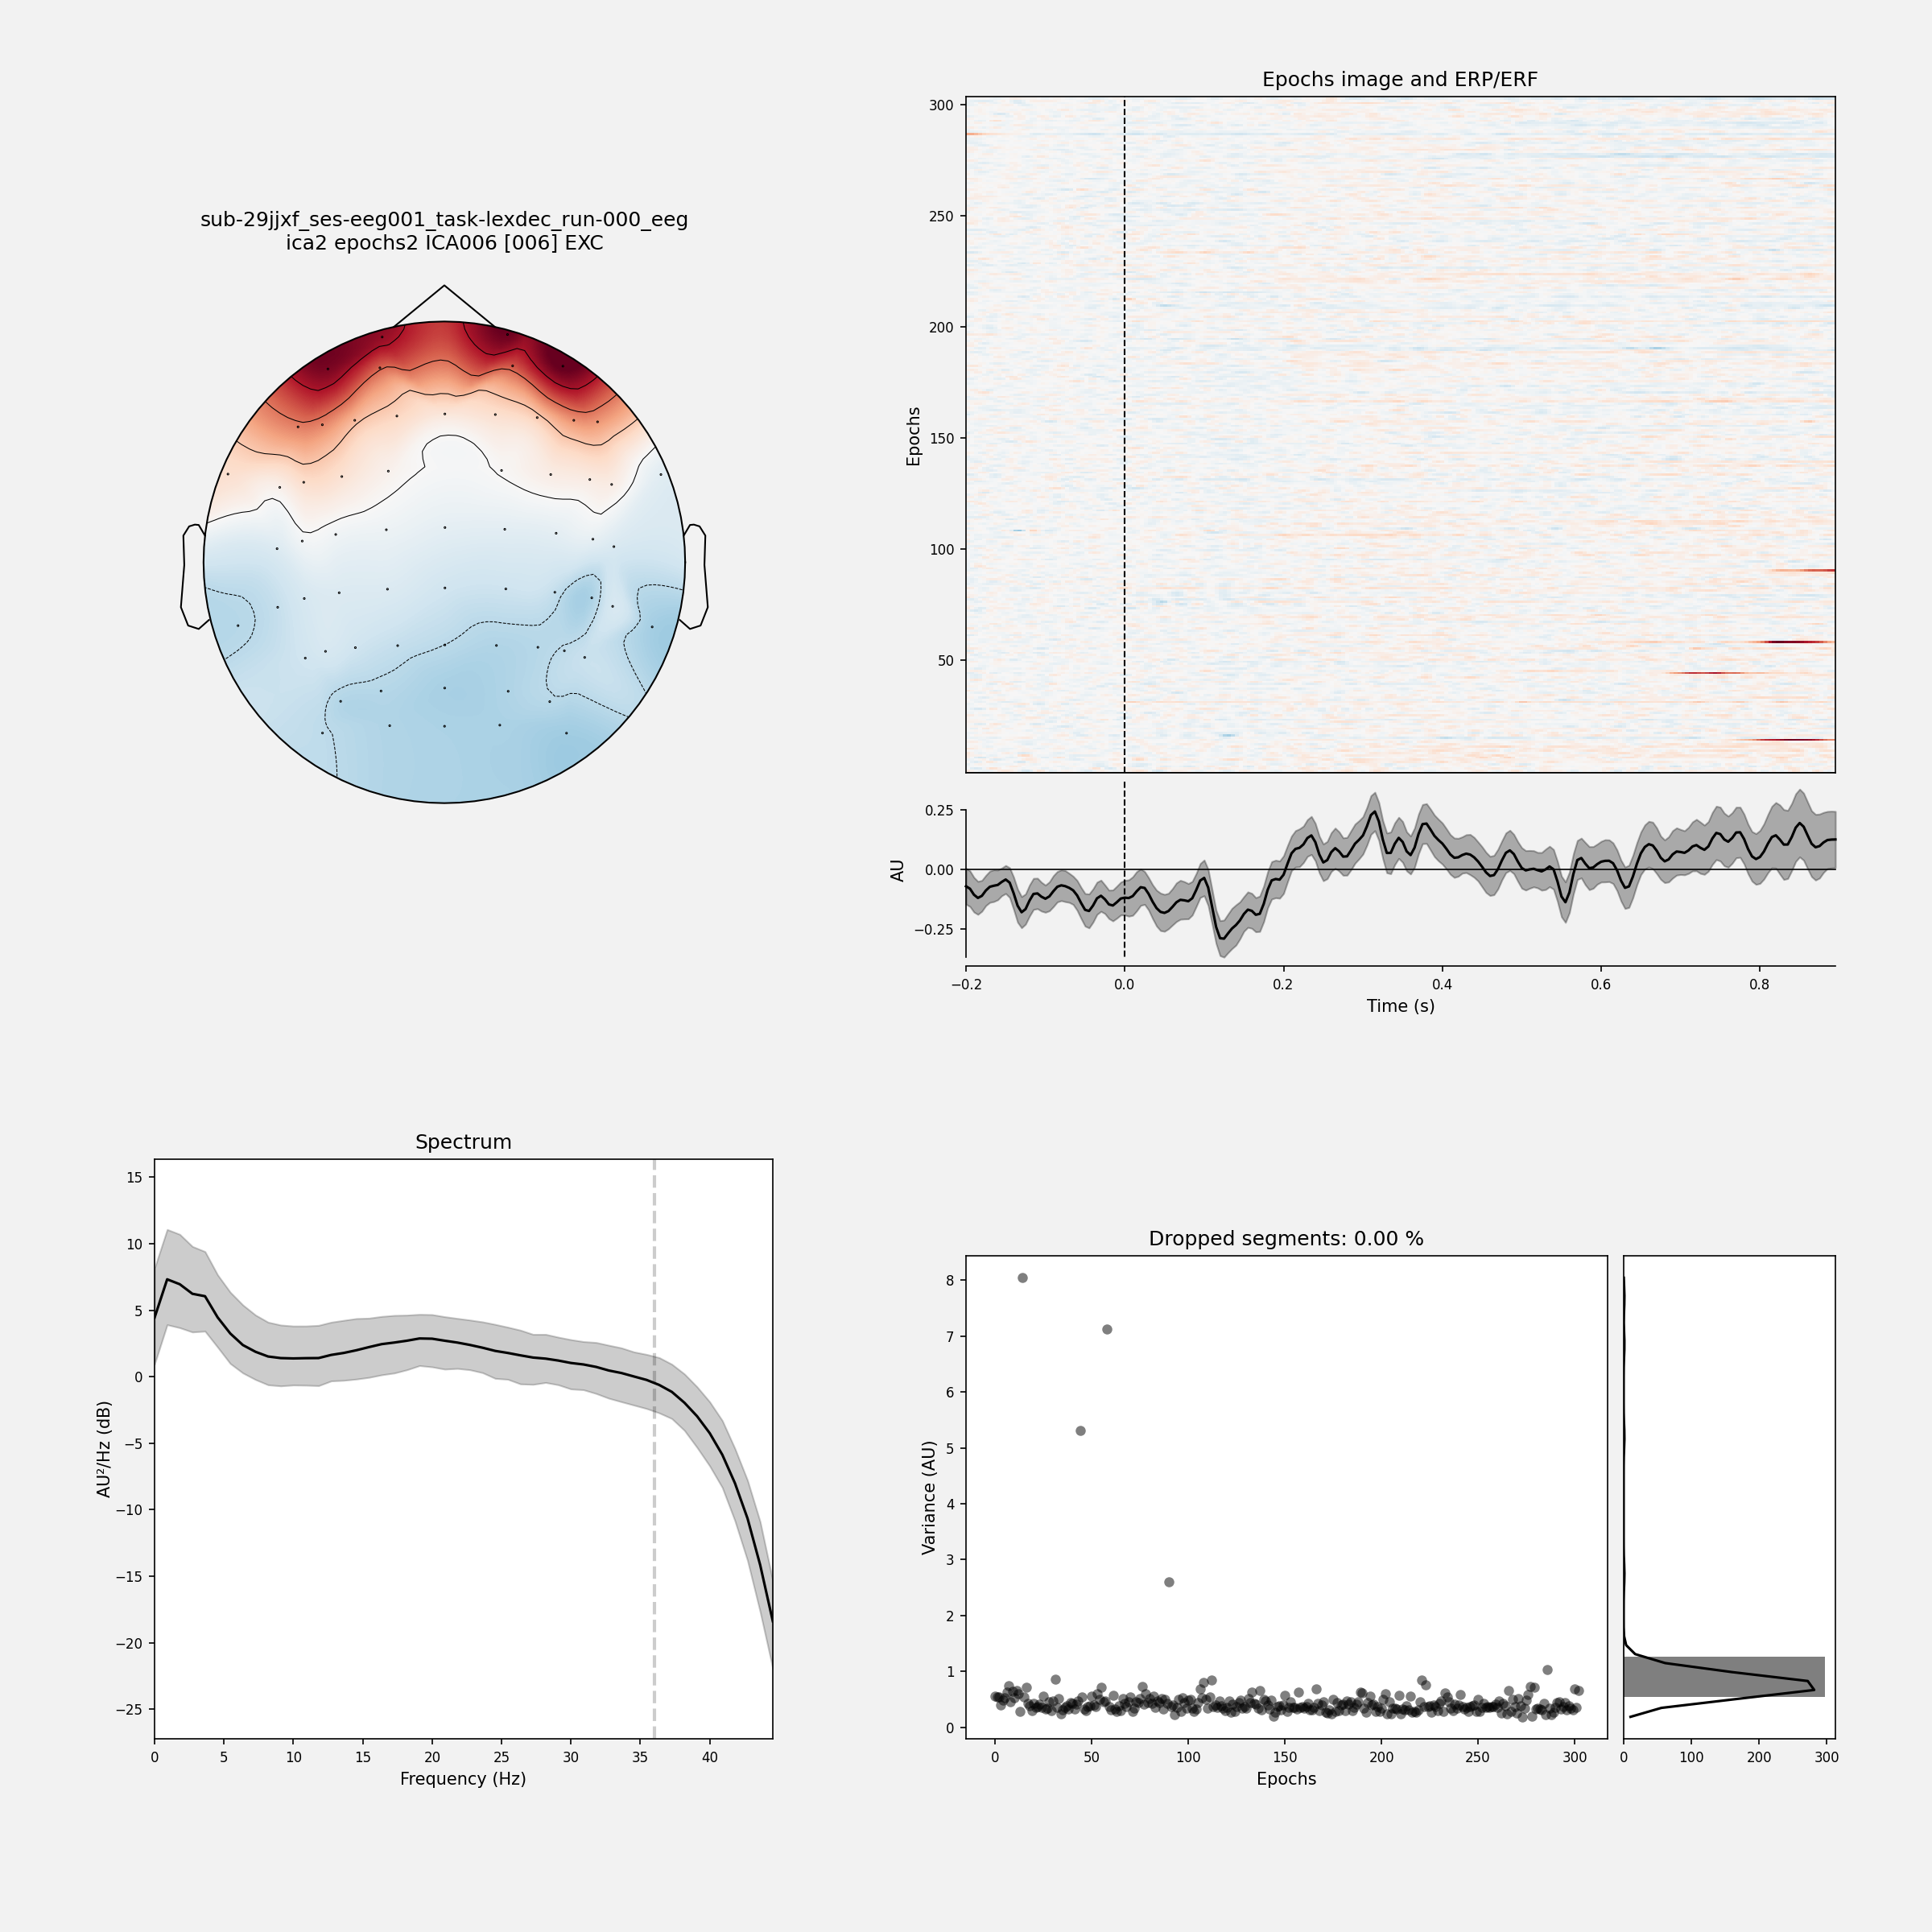 sub-29jjxf_ses-eeg001_task-lexdec_run-000_eeg
ica2 epochs2 ICA006 [006] EXC
Epochs image and ERP/ERF
300
250
200
150
100
50
Epochs
0.25
0.00
−0.25
AU
−0.2 0.0 0.2 0.4 0.6 0.8
Time (s)
Spectrum
15
10
5
0
−5
−10
−15
−20
−25
AU²/Hz (dB)
0 5 10 15 20 25 30 35 40
Frequency (Hz)
Dropped segments: 0.00 %
8
7
6
5
4
3
2
1
0
Variance (AU)
0 50 100 150 200 250 300
Epochs
0 100 200 300